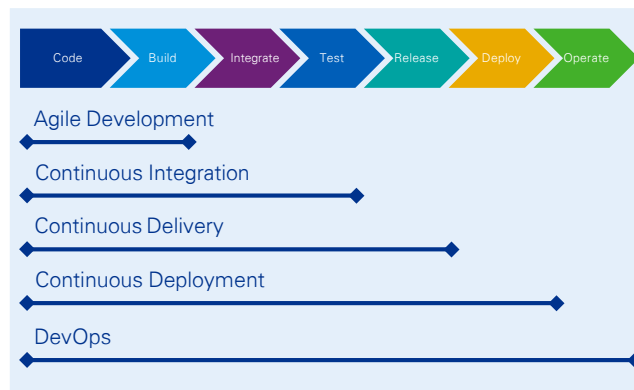 Code Build Integrate Test Release Deploy Operate
Agile Development
Continuous Integration
Continuous Delivery
Continuous Deployment
DevOps